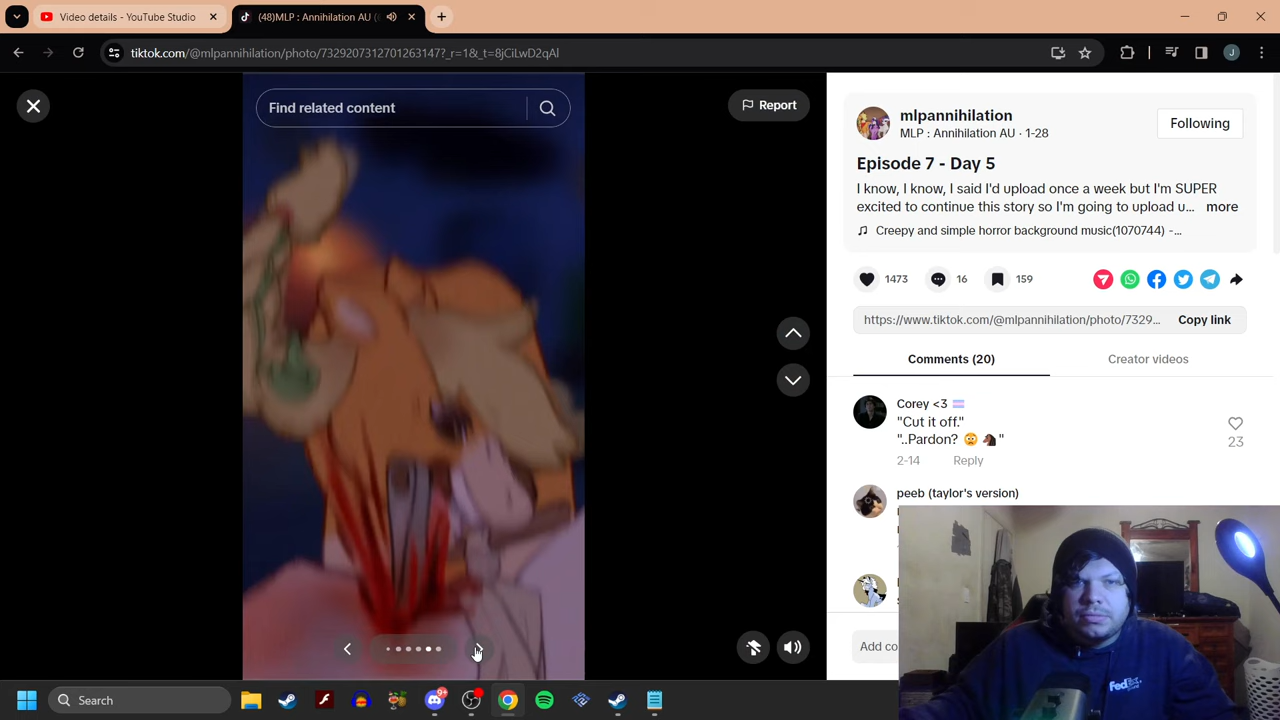 Video details - YouTube Studio
(48)MLP : Annihilation AU (
tiktok.com/@mlpannihilation/photo/7329207312701263147?_r=1&_t=8jCiLwD2qAl
J
Find related content
Report
mlpannihilation
MLP : Annihilation AU · 1-28
Following
Episode 7 - Day 5
I know, I know, I said I'd upload once a week but I'm SUPER
excited to continue this story so I'm going to upload u... more
Creepy and simple horror background music(1070744) -...
1473
16
159
https://www.tiktok.com/@mlpannihilation/photo/7329...
Copy link
Comments (20)
Creator videos
Corey <3
"Cut it off."
"..Pardon? 😳 🐴 "
23
2-14
Reply
peeb (taylor's version)
Add co
FedEx
Search
9+